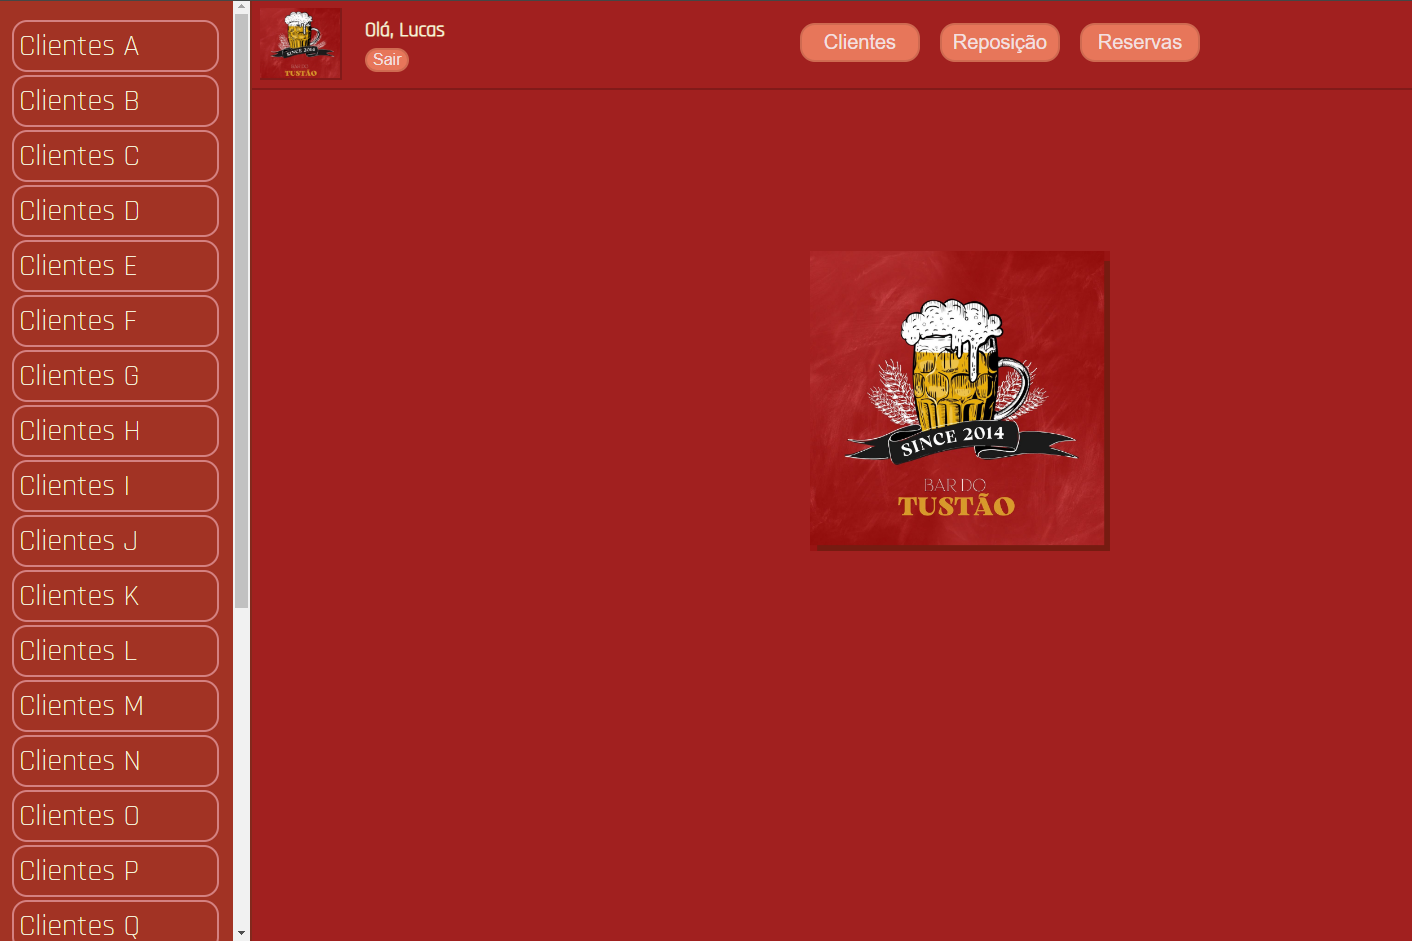 Clientes A
Clientes B
Clientes C
Clientes D
Clientes E
Clientes F
Clientes G
Clientes H
Clientes I
Clientes J
Clientes K
Clientes L
Clientes M
Clientes N
Clientes O
Clientes P
Clientes Q
SINCE 2014
BAR DO
TUSTÃO
Olá, Lucas
Sair
Clientes
Reposição
Reservas
SINCE 2014
BAR DO
TUSTÃO